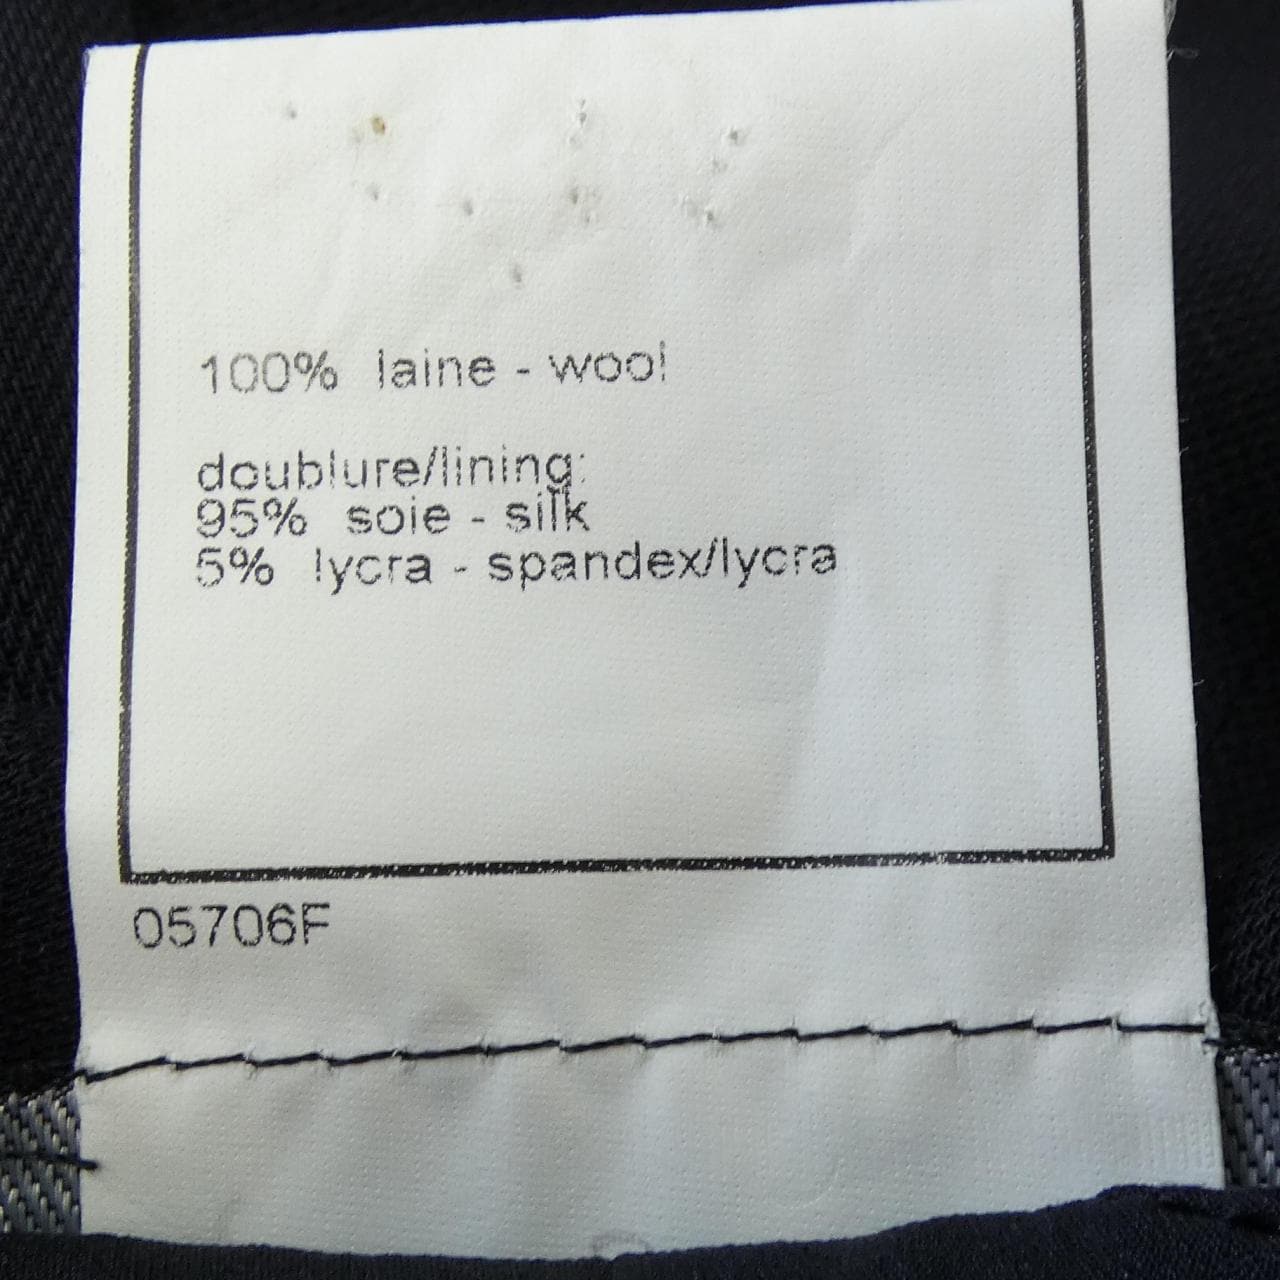 100% laine - wool
doublure/lining:
95% soie - silk
5% lycra - spandex/lycra
05706F